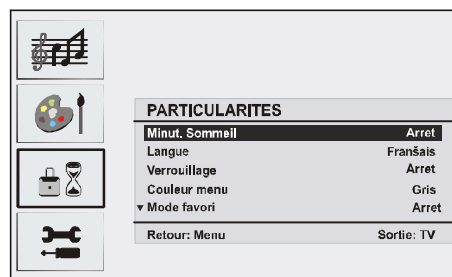 PARTICULARITES
Minut. Sommeil Arret
Langue Franšais
Verrouillage Arret
Couleur menu Gris
▾ Mode favori Arret
Retour: Menu Sortie: TV